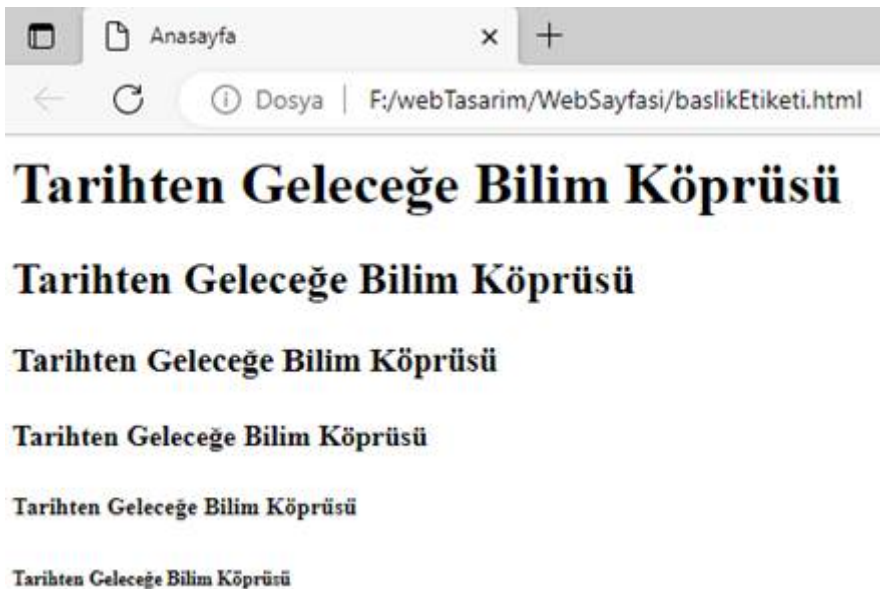 Anasayfa
Dosya F:/webTasarim/WebSayfasi/baslikEtiketi.html
Tarihten Geleceğe Bilim Köprüsü
Tarihten Geleceğe Bilim Köprüsü
Tarihten Geleceğe Bilim Köprüsü
Tarihten Geleceğe Bilim Köprüsü
Tarihten Geleceğe Bilim Köprüsü
Tarihten Geleceğe Bilim Köprüsü